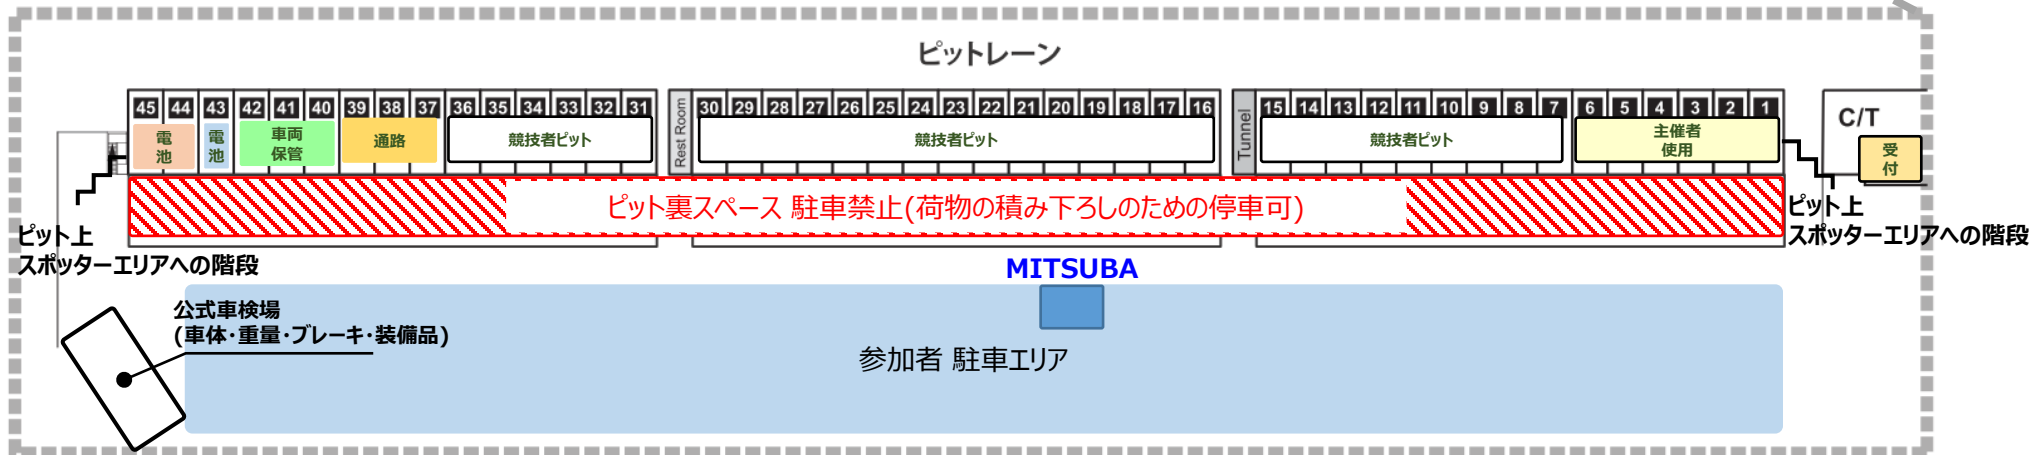 ピットレーン
45 44 43 42 41 40 39 38 37 36 35 34 33 32 31 Rest Room 30 29 28 27 26 25 24 23 22 21 20 19 18 17 16 Tunnel 15 14 13 12 11 10 9 8 7 6 5 4 3 2 1
C/T
電
池
電
池
車両
保管
通路
競技者ピット
競技者ピット
競技者ピット
主催者
使用
受
付
ピット裏スペース 駐車禁止(荷物の積み下ろしのための停車可)
ピット上
スポッターエリアへの階段
ピット上
スポッターエリアへの階段
MITSUBA
公式車検場
(車体・重量・ブレーキ・装備品)
参加者 駐車エリア